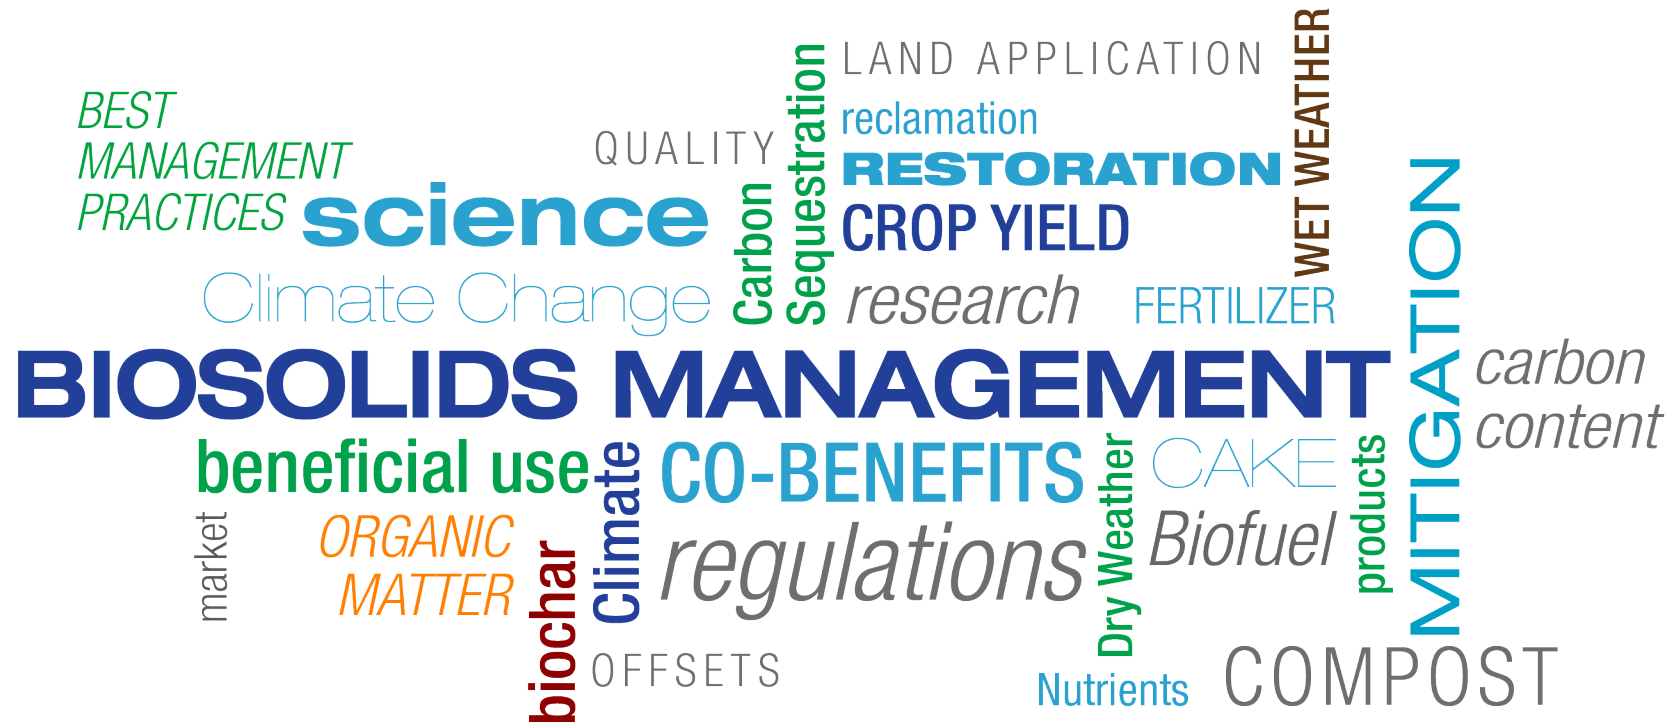 BEST
MANAGEMENT
PRACTICES
science
QUALITY
Climate Change
Carbon
Sequestration
LAND APPLICATION
reclamation
RESTORATION
CROP YIELD
research
FERTILIZER
WET WEATHER
MITIGATION
BIOSOLIDS MANAGEMENT
carbon
content
beneficial use
Climate
CO-BENEFITS
Dry Weather
CAKE
products
market
ORGANIC
MATTER
biochar
regulations
Biofuel
OFFSETS
Nutrients
COMPOST